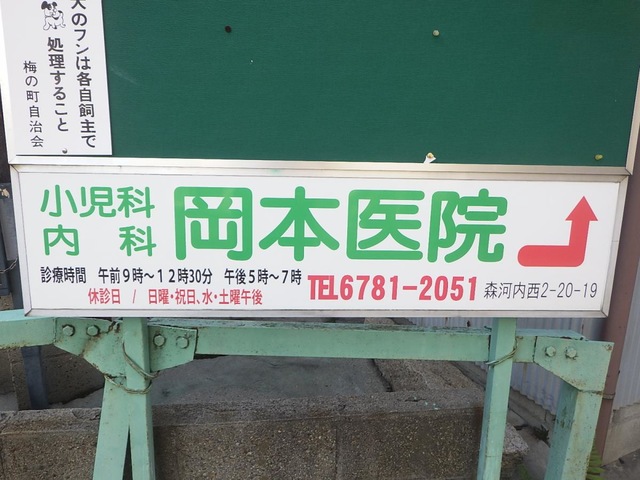 犬のフンは各自飼主で
処理すること
梅の町自治会
小児科
内 科
岡本医院
診療時間 午前9時～12時30分 午後5時～7時
休診日 / 日曜・祝日、水・土曜午後
TEL6781-2051
森河内西2-20-19